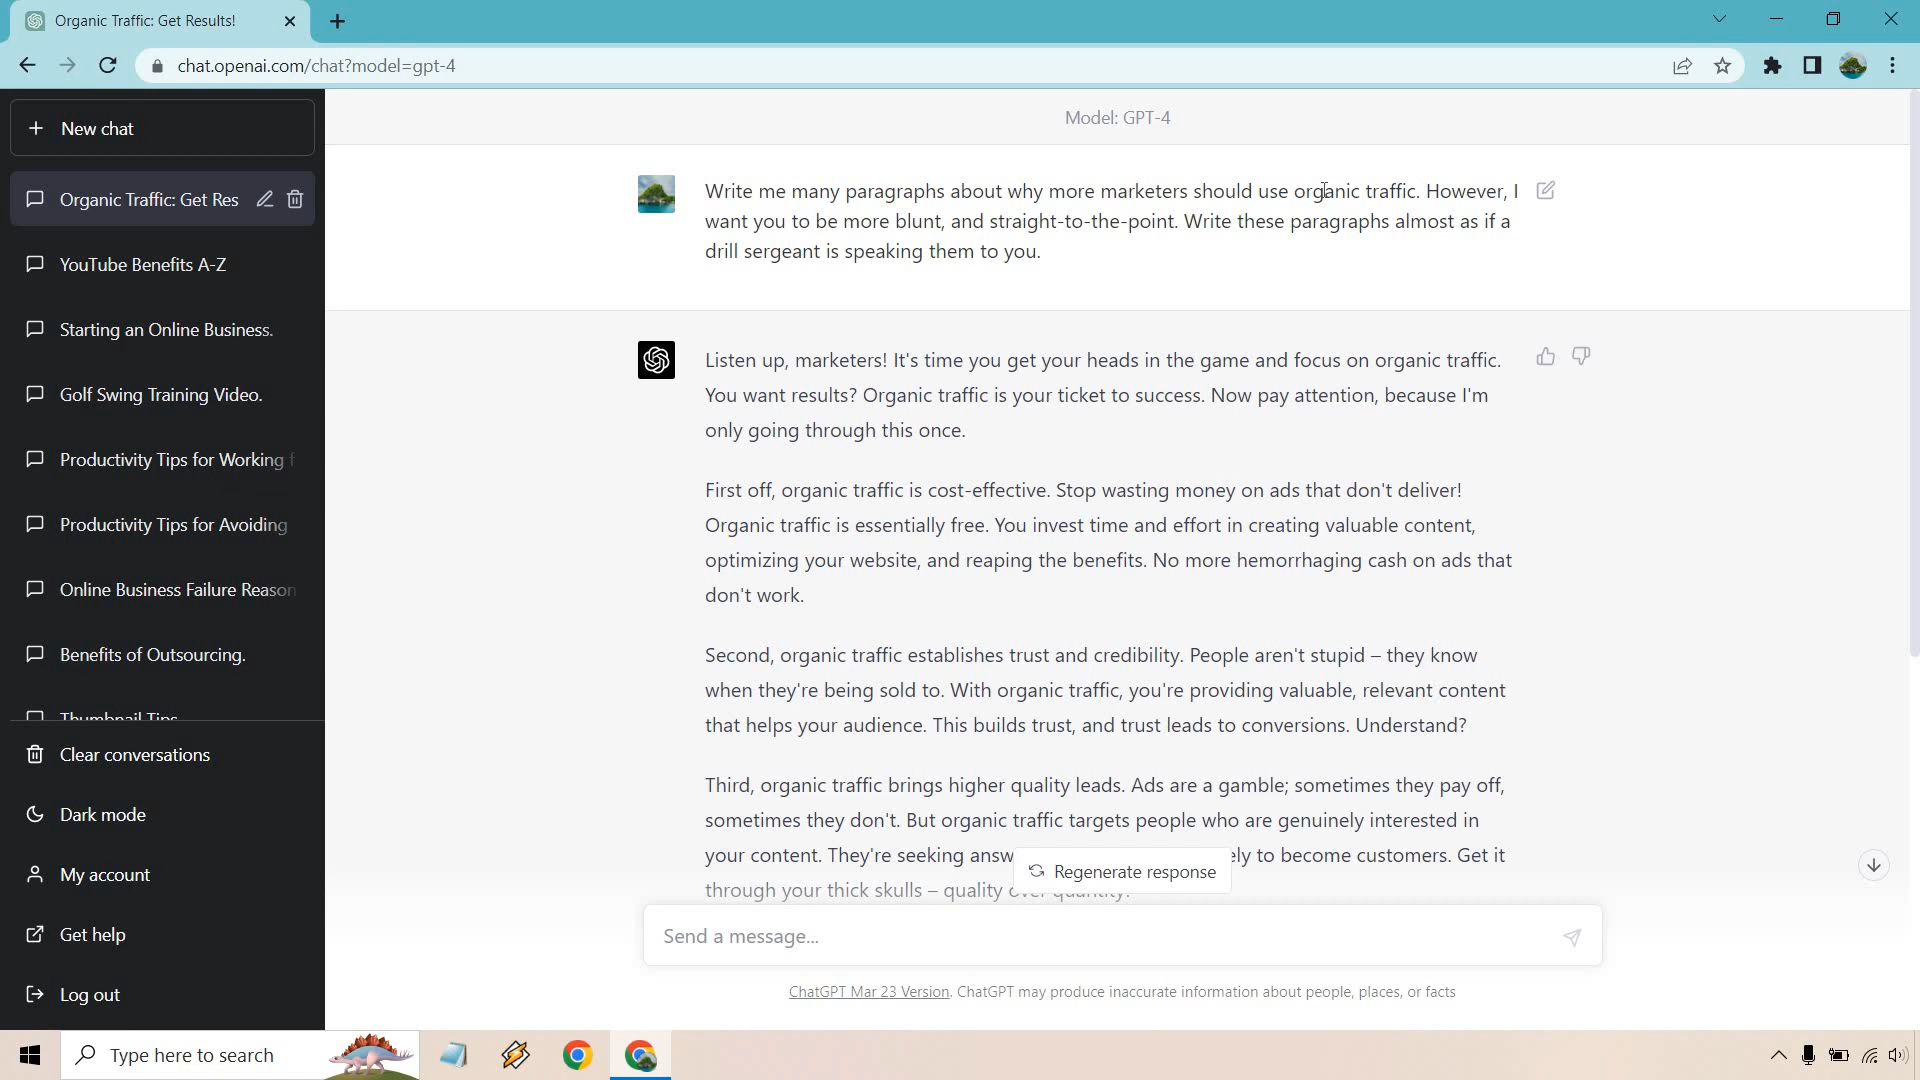 Organic Traffic: Get Results!
chat.openai.com/chat?model=gpt-4
New chat
Organic Traffic: Get Res
YouTube Benefits A-Z
Starting an Online Business.
Golf Swing Training Video.
Productivity Tips for Working f
Productivity Tips for Avoiding
Online Business Failure Reason
Benefits of Outsourcing.
Thumbnail Tips
Clear conversations
Dark mode
My account
Get help
Log out
Model: GPT-4
Write me many paragraphs about why more marketers should use organic traffic. However, I
want you to be more blunt, and straight-to-the-point. Write these paragraphs almost as if a
drill sergeant is speaking them to you.
Listen up, marketers! It's time you get your heads in the game and focus on organic traffic.
You want results? Organic traffic is your ticket to success. Now pay attention, because I'm
only going through this once.
First off, organic traffic is cost-effective. Stop wasting money on ads that don't deliver!
Organic traffic is essentially free. You invest time and effort in creating valuable content,
optimizing your website, and reaping the benefits. No more hemorrhaging cash on ads that
don't work.
Second, organic traffic establishes trust and credibility. People aren't stupid – they know
when they're being sold to. With organic traffic, you're providing valuable, relevant content
that helps your audience. This builds trust, and trust leads to conversions. Understand?
Third, organic traffic brings higher quality leads. Ads are a gamble; sometimes they pay off,
sometimes they don't. But organic traffic targets people who are genuinely interested in
your content. They're seeking answ ely to become customers. Get it
through your thick skulls – quality over quantity!
Regenerate response
Send a message...
ChatGPT Mar 23 Version. ChatGPT may produce inaccurate information about people, places, or facts
Type here to search